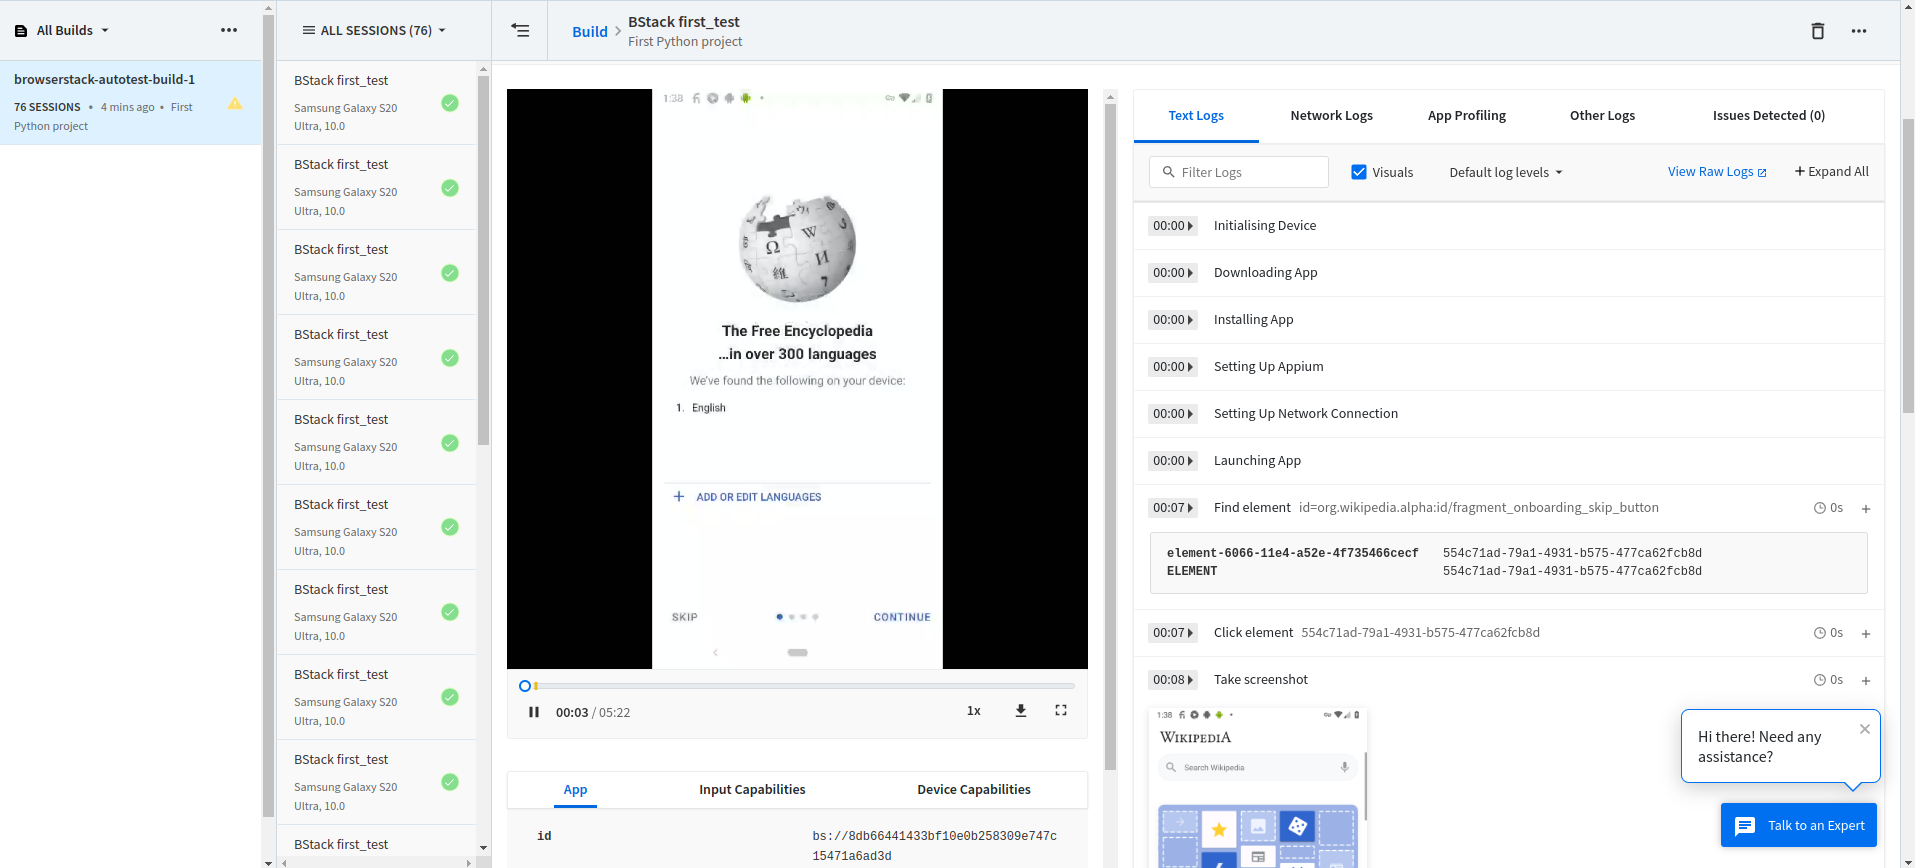 All Builds
browserstack-autotest-build-1
76 SESSIONS • 4 mins ago • First
Python project
ALL SESSIONS (76)
BStack first_test
Samsung Galaxy S20
Ultra, 10.0
BStack first_test
Samsung Galaxy S20
Ultra, 10.0
BStack first_test
Samsung Galaxy S20
Ultra, 10.0
BStack first_test
Samsung Galaxy S20
Ultra, 10.0
BStack first_test
Samsung Galaxy S20
Ultra, 10.0
BStack first_test
Samsung Galaxy S20
Ultra, 10.0
BStack first_test
Samsung Galaxy S20
Ultra, 10.0
BStack first_test
Samsung Galaxy S20
Ultra, 10.0
BStack first_test
Samsung Galaxy S20
Ultra, 10.0
BStack first_test
Build > BStack first_test
First Python project
1:38
Ω W И 維 7
The Free Encyclopedia
...in over 300 languages
We've found the following on your device:
1. English
+ ADD OR EDIT LANGUAGES
SKIP CONTINUE
00:03 / 05:22 1x
App Input Capabilities Device Capabilities
id bs://8db66441433bf10e0b258309e747c
15471a6ad3d
Text Logs Network Logs App Profiling Other Logs Issues Detected (0)
Filter Logs Visuals Default log levels View Raw Logs + Expand All
00:00 Initialising Device
00:00 Downloading App
00:00 Installing App
00:00 Setting Up Appium
00:00 Setting Up Network Connection
00:00 Launching App
00:07 Find element id=org.wikipedia.alpha:id/fragment_onboarding_skip_button 0s +
element-6066-11e4-a52e-4f735466cecf 554c71ad-79a1-4931-b575-477ca62fcb8d
ELEMENT 554c71ad-79a1-4931-b575-477ca62fcb8d
00:07 Click element 554c71ad-79a1-4931-b575-477ca62fcb8d 0s +
00:08 Take screenshot 0s +
1:38
WIKIPEDIA
Search Wikipedia
Hi there! Need any
assistance?
Talk to an Expert